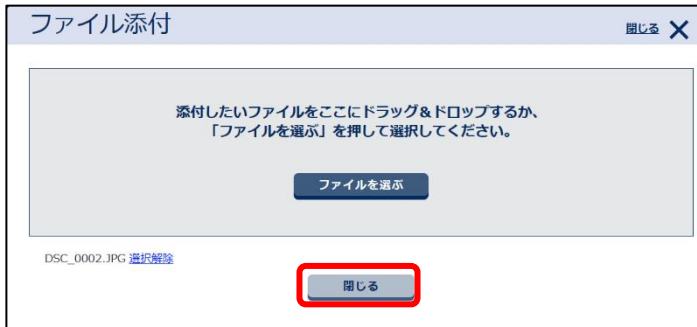 ファイル添付
閉じる
添付したいファイルをここにドラッグ&ドロップするか、
「ファイルを選ぶ」を押して選択してください。
ファイルを選ぶ
DSC_0002.JPG 選択解除
閉じる